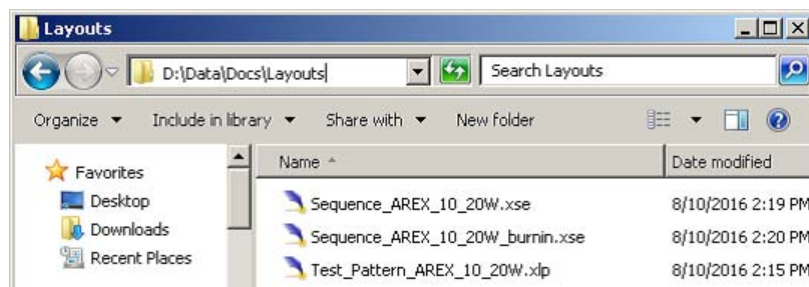 Layouts
D:\Data\Docs\Layouts
Search Layouts
Organize Include in library Share with New folder
Favorites
Desktop
Downloads
Recent Places
Name Date modified
Sequence_AREX_10_20W.xse 8/10/2016 2:19 PM
Sequence_AREX_10_20W_burnin.xse 8/10/2016 2:20 PM
Test_Pattern_AREX_10_20W.xlp 8/10/2016 2:15 PM